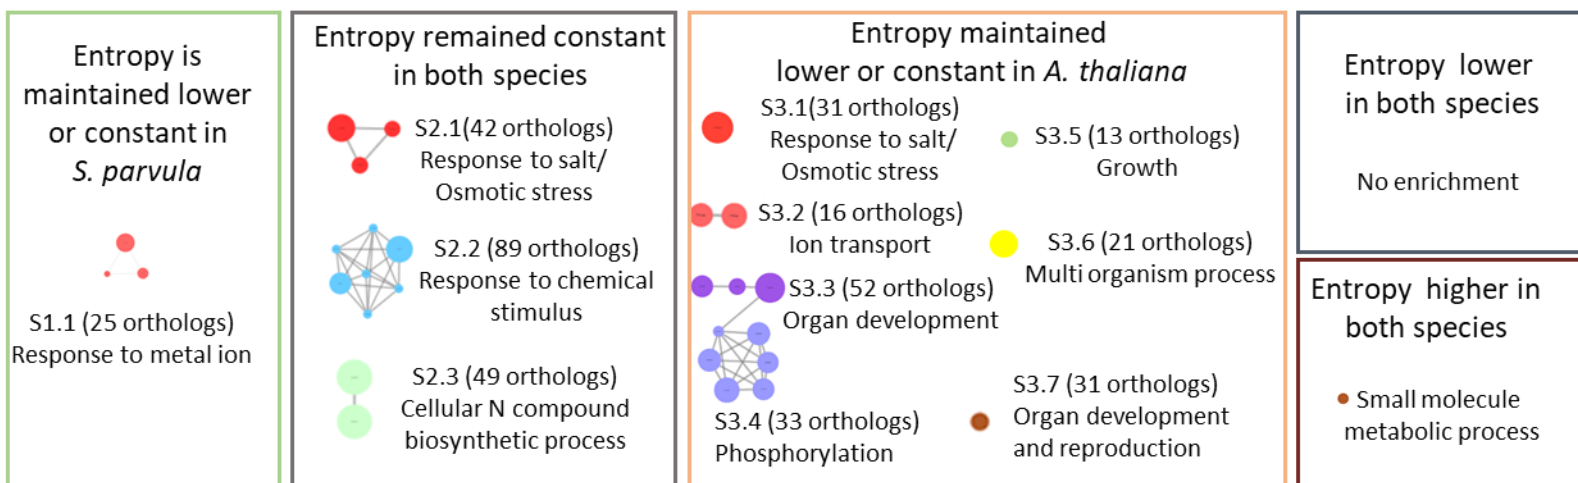 Entropy is
maintained lower
or constant in
S. parvula
S1.1 (25 orthologs)
Response to metal ion
Entropy remained constant
in both species
S2.1(42 orthologs)
Response to salt/
Osmotic stress
S2.2 (89 orthologs)
Response to chemical
stimulus
S2.3 (49 orthologs)
Cellular N compound
biosynthetic process
Entropy maintained
lower or constant in A. thaliana
S3.1(31 orthologs)
Response to salt/
Osmotic stress
S3.2 (16 orthologs)
Ion transport
S3.3 (52 orthologs)
Organ development
S3.4 (33 orthologs)
Phosphorylation
S3.5 (13 orthologs)
Growth
S3.6 (21 orthologs)
Multi organism process
S3.7 (31 orthologs)
Organ development
and reproduction
Entropy lower
in both species
No enrichment
Entropy higher in
both species
Small molecule
metabolic process